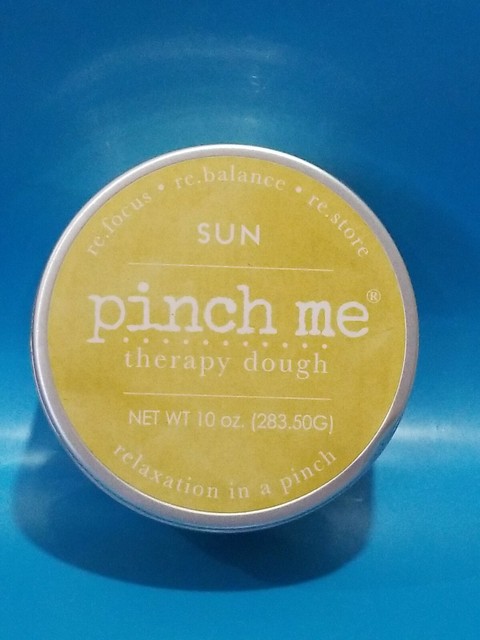 re.focus • re.balance • re.store
SUN
pinch me®
therapy dough
NET WT 10 oz. (283.50G)
relaxation in a pinch